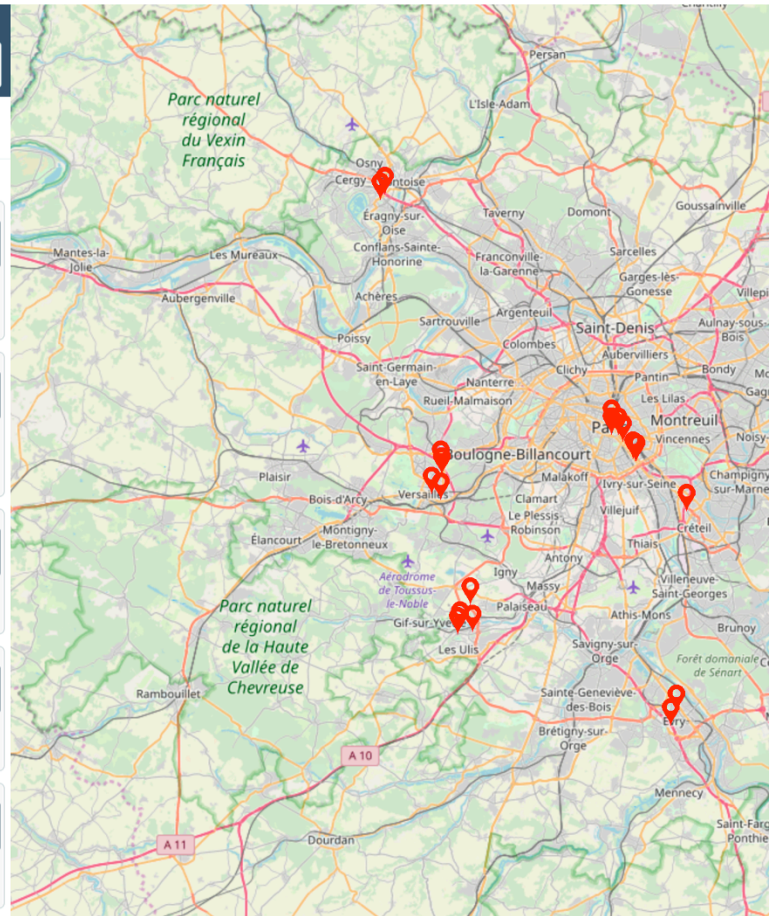 Persan
L'Isle-Adam
Parc naturel
régional
du Vexin
Français
Osny
Cergy
ntoise
Éragny-sur-
Oise
Taverny
Domont
Goussainville
Conflans-Sainte-
Honorine
Mantes-la-
Jolie
Les Mureaux
Franconville-
la-Garenne
Sarcelles
Garges-lès-
Gonesse
Villepi
Aubergenville
Achères
Argenteuil
Sartrouville
Saint-Denis
Aulnay-sous-
Bois
Poissy
Colombes
Aubervilliers
Saint-Germain-
en-Laye
Clichy
Pantin
Bondy
Nanterre
Rueil-Malmaison
Les Lilas
Gag
Pa
Montreuil
Vincennes
Noisy-
Boulogne-Billancourt
Plaisir
Malakoff
Ivry-sur-Seine
Champigny
-sur-Marne
Bois-d'Arcy
Versailles
Clamart
Villejuif
Le Plessis-
Robinson
Créteil
Élancourt
Montigny-
le-Bretonneux
Thiais
Antony
Igny
Massy
Villeneuve-
Saint-Georges
Aérodrome
de Toussus-
le-Noble
Palaiseau
Athis-Mons
Parc naturel
régional
de la Haute
Vallée de
Chevreuse
Gif-sur-Yve
Brunoy
Les Ulis
Savigny-sur-
Orge
Forêt domaniale
de Sénart
Rambouillet
Sainte-Geneviève-
des-Bois
Évry
Brétigny-sur-
Orge
A 10
Mennecy
Saint-Farg
Ponthie
Dourdan
A 11